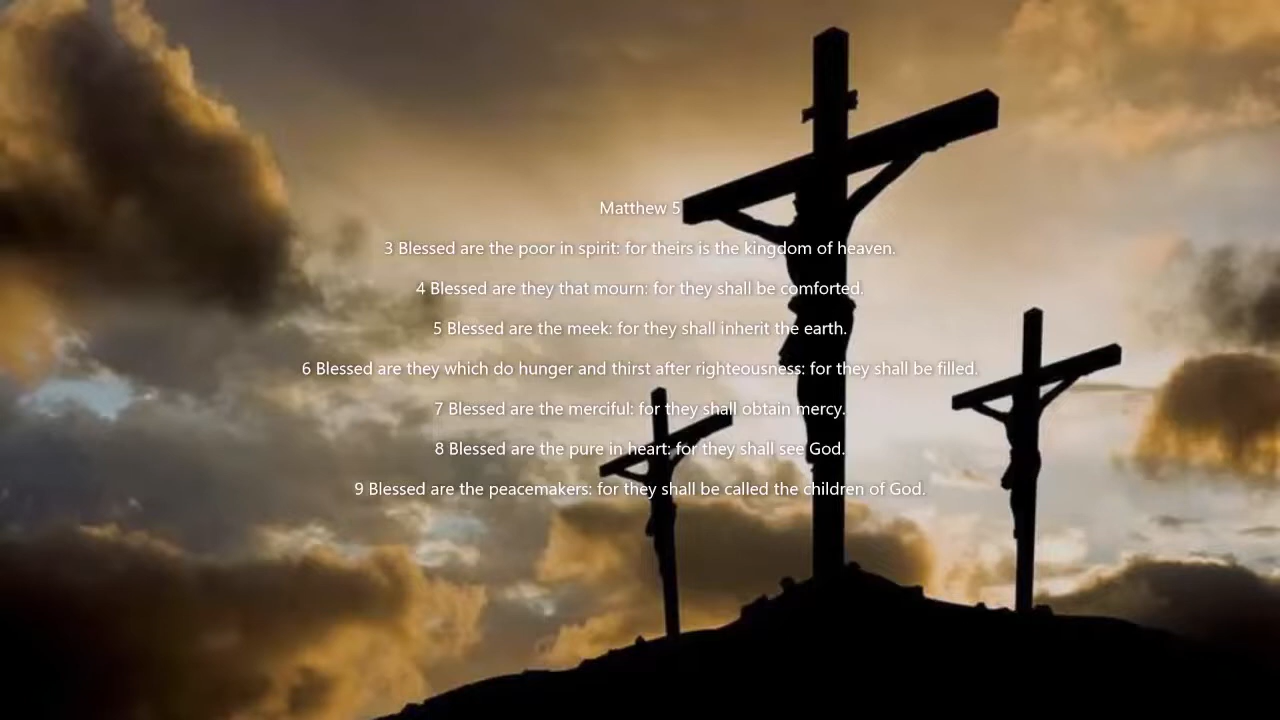 Matthew 5
3 Blessed are the poor in spirit: for theirs is the kingdom of heaven.
4 Blessed are they that mourn: for they shall be comforted.
5 Blessed are the meek: for they shall inherit the earth.
6 Blessed are they which do hunger and thirst after righteousness: for they shall be filled.
7 Blessed are the merciful: for they shall obtain mercy.
8 Blessed are the pure in heart: for they shall see God.
9 Blessed are the peacemakers: for they shall be called the children of God.